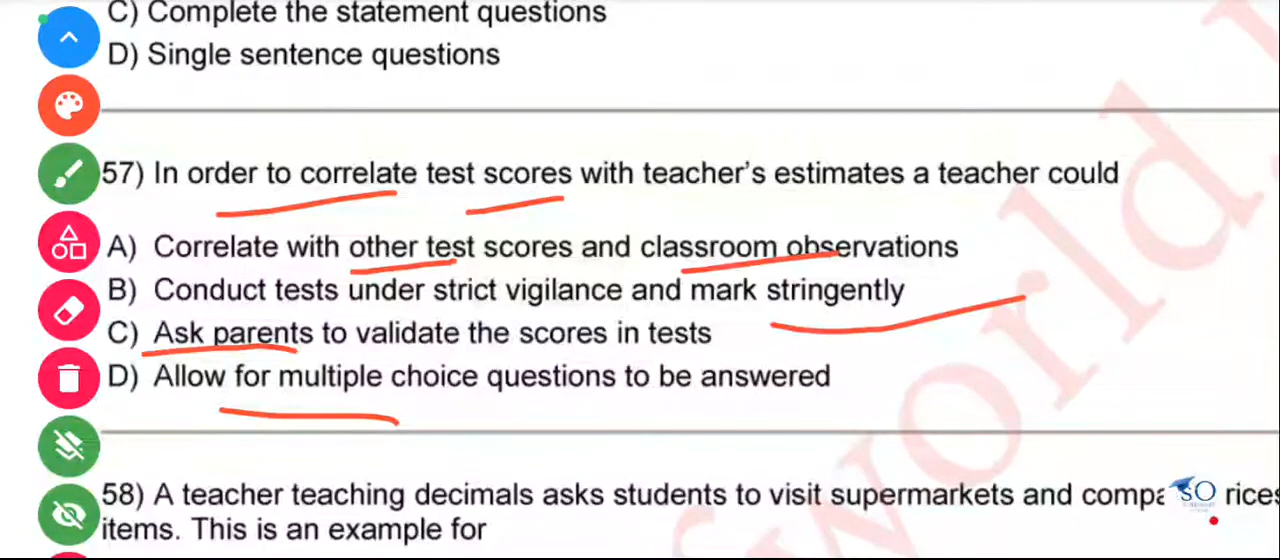 C) Complete the statement questions
D) Single sentence questions
57) In order to correlate test scores with teacher's estimates a teacher could
A) Correlate with other test scores and classroom observations
B) Conduct tests under strict vigilance and mark stringently
C) Ask parents to validate the scores in tests
D) Allow for multiple choice questions to be answered
58) A teacher teaching decimals asks students to visit supermarkets and compa SO rices
items. This is an example for
world